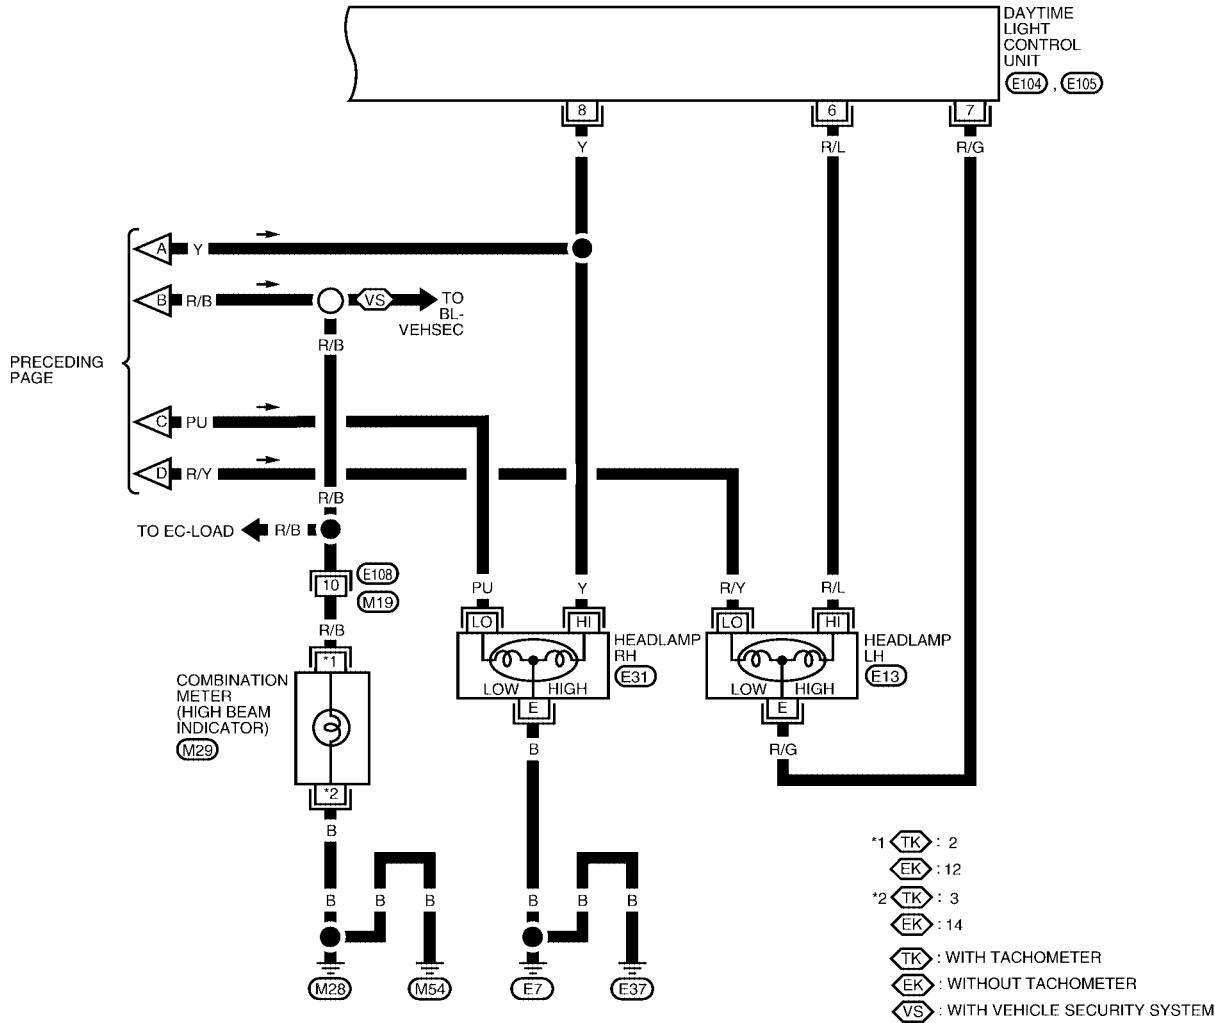 DAYTIME
LIGHT
CONTROL
UNIT
E104 , E105
8 6 7
Y R/L R/G
A Y
B R/B VS TO
BL-
VEHSEC
R/B
PRECEDING
PAGE
C PU
D R/Y
R/B
TO EC-LOAD R/B
10 E108
M19
PU Y R/Y R/L
R/B
LO HI LO HI
HEADLAMP
RH
E31
HEADLAMP
LH
E13
*1
LOW HIGH LOW HIGH
COMBINATION
METER
(HIGH BEAM
INDICATOR)
M29
E E
B R/G
*2
B
B B B B B B
M28 M54 E7 E37
*1 TK : 2
EK : 12
*2 TK : 3
EK : 14
TK : WITH TACHOMETER
EK : WITHOUT TACHOMETER
VS : WITH VEHICLE SECURITY SYSTEM